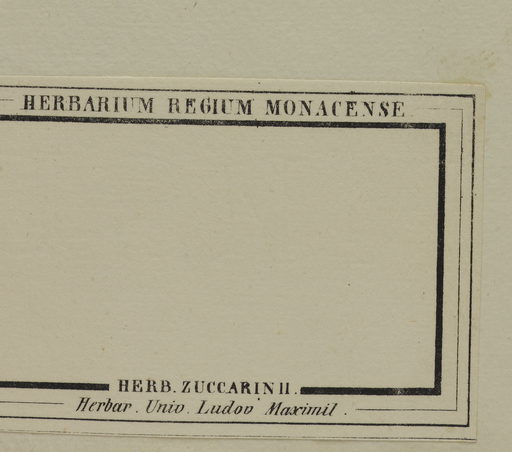 HERBARIUM REGIUM MONACENSE
HERB. ZUCCARINII.
Herbar. Univ. Ludov Maximil.